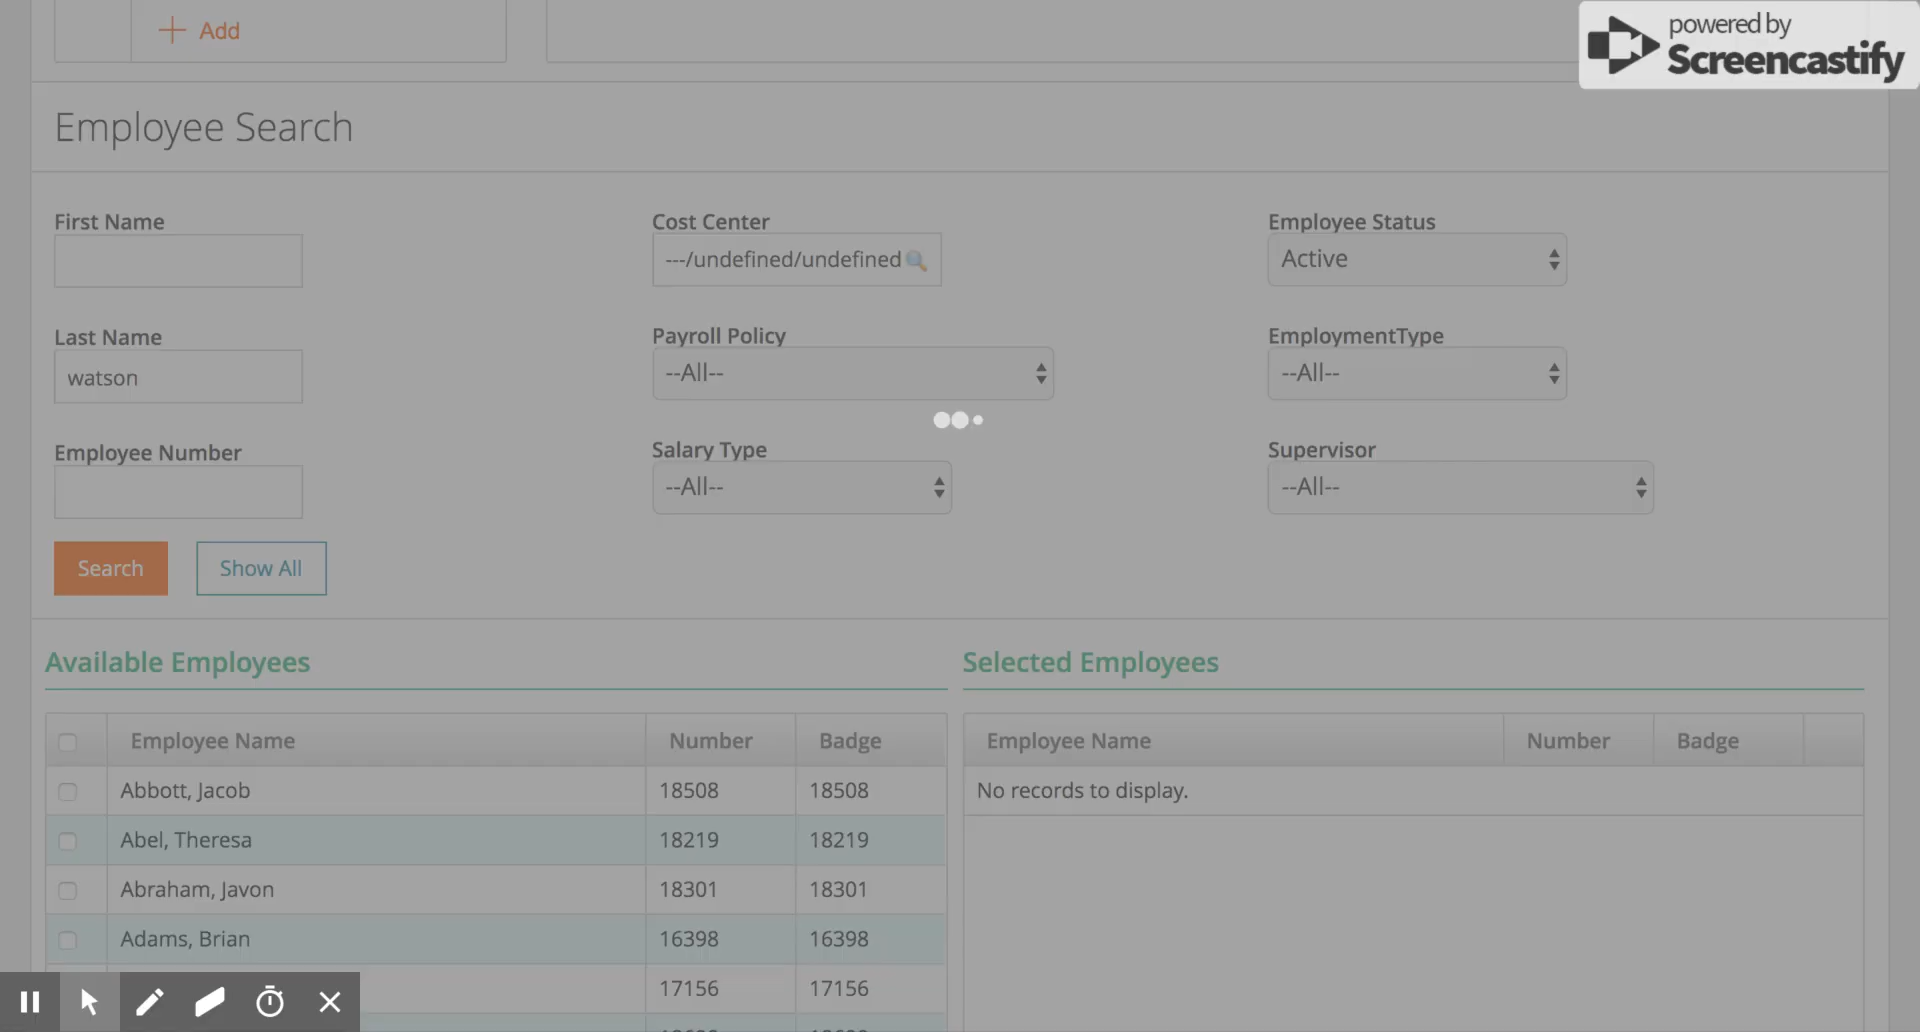 Add
powered by
Screencastify
Employee Search
First Name
Cost Center
---/undefined/undefined
Employee Status
Active
Last Name
watson
Payroll Policy
--All--
EmploymentType
--All--
Employee Number
Salary Type
--All--
Supervisor
--All--
Search
Show All
Available Employees
Selected Employees
Employee Name Number Badge
Employee Name Number Badge
Abbott, Jacob 18508 18508
No records to display.
Abel, Theresa 18219 18219
Abraham, Javon 18301 18301
Adams, Brian 16398 16398
17156 17156